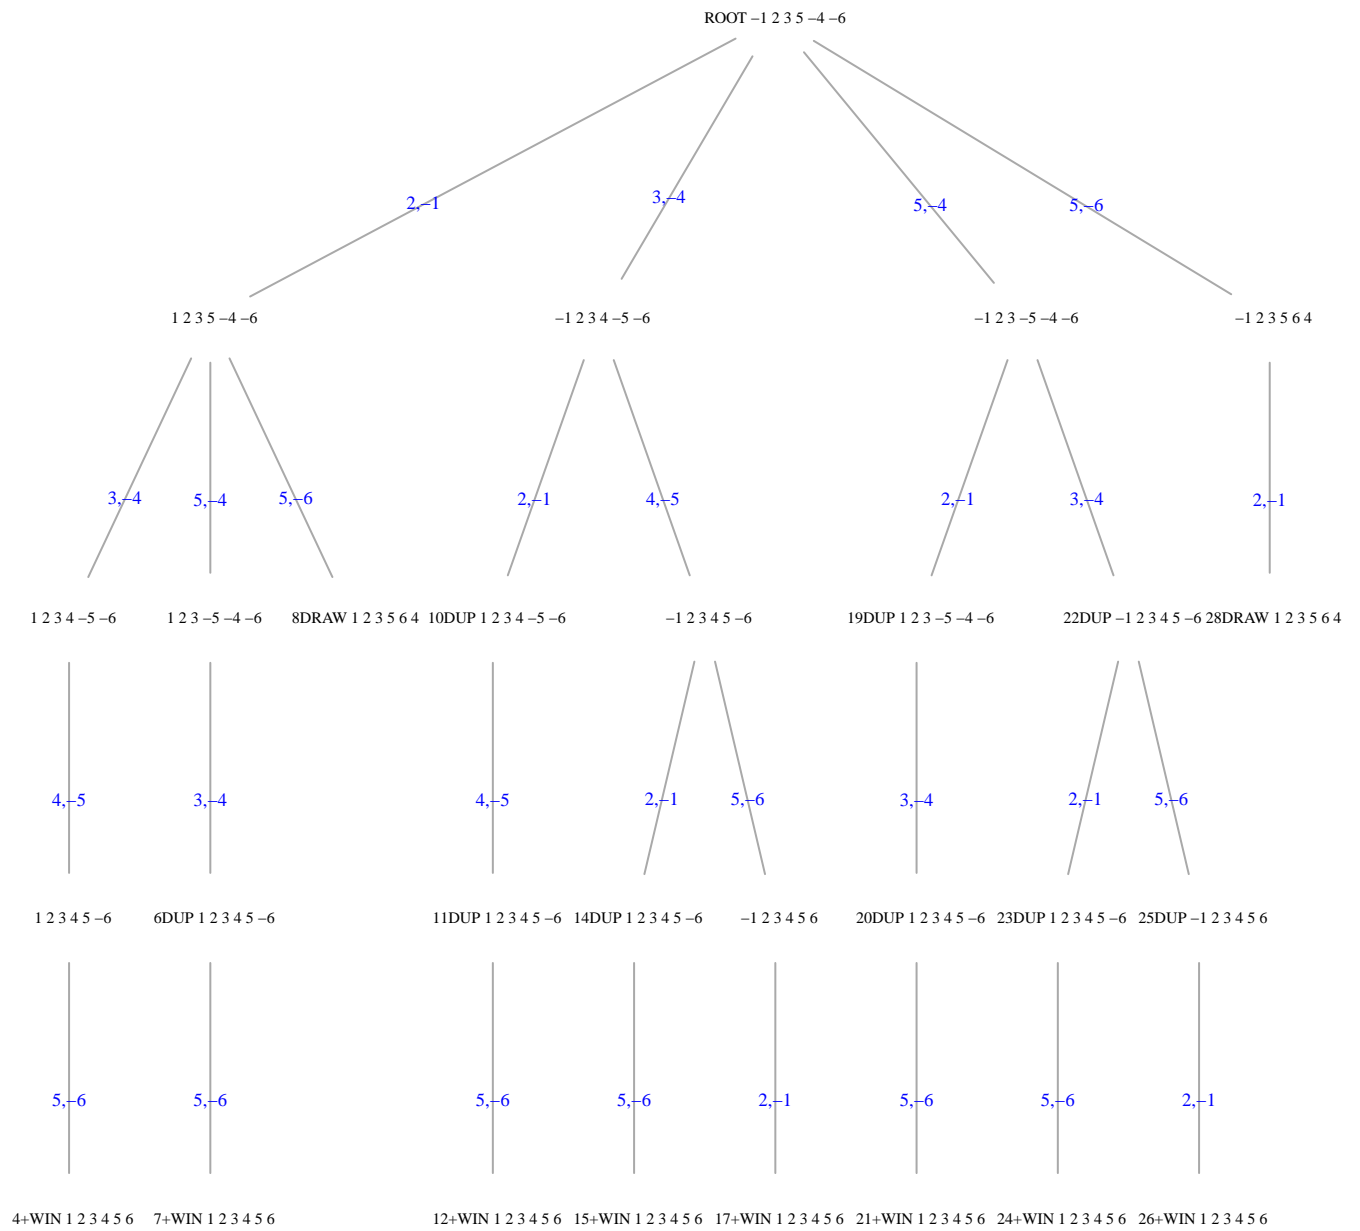 ROOT −1 2 3 5 −4 −6
2,−1 3,−4 5,−4 5,−6
1 2 3 5 −4 −6 −1 2 3 4 −5 −6 −1 2 3 −5 −4 −6 −1 2 3 5 6 4
3,−4 5,−4 5,−6 2,−1 4,−5 2,−1 3,−4 2,−1
1 2 3 4 −5 −6 1 2 3 −5 −4 −6 8DRAW 1 2 3 5 6 4 10DUP 1 2 3 4 −5 −6 −1 2 3 4 5 −6 19DUP 1 2 3 −5 −4 −6 22DUP −1 2 3 4 5 −6 28DRAW 1 2 3 5 6 4
4,−5 3,−4 4,−5 2,−1 5,−6 3,−4 2,−1 5,−6
1 2 3 4 5 −6 6DUP 1 2 3 4 5 −6 11DUP 1 2 3 4 5 −6 14DUP 1 2 3 4 5 −6 −1 2 3 4 5 6 20DUP 1 2 3 4 5 −6 23DUP 1 2 3 4 5 −6 25DUP −1 2 3 4 5 6
5,−6 5,−6 5,−6 5,−6 2,−1 5,−6 5,−6 2,−1
4+WIN 1 2 3 4 5 6 7+WIN 1 2 3 4 5 6 12+WIN 1 2 3 4 5 6 15+WIN 1 2 3 4 5 6 17+WIN 1 2 3 4 5 6 21+WIN 1 2 3 4 5 6 24+WIN 1 2 3 4 5 6 26+WIN 1 2 3 4 5 6